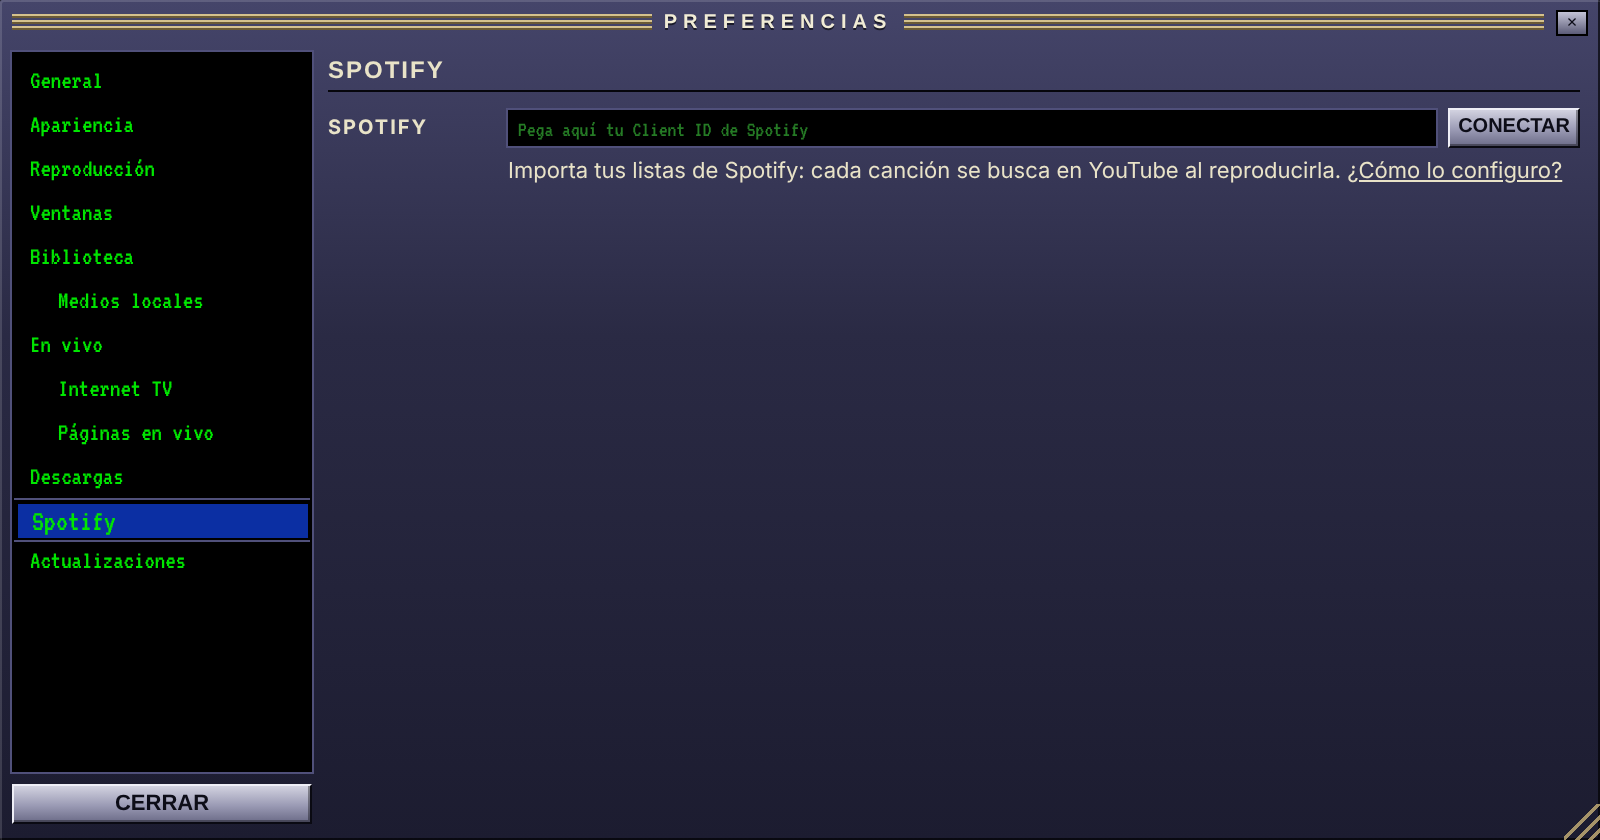 PREFERENCIAS
×
General
Apariencia
Reproducción
Ventanas
Biblioteca
Medios locales
En vivo
Internet TV
Páginas en vivo
Descargas
Spotify
Actualizaciones
CERRAR
SPOTIFY
SPOTIFY
Pega aquí tu Client ID de Spotify
CONECTAR
Importa tus listas de Spotify: cada canción se busca en YouTube al reproducirla. ¿Cómo lo configuro?